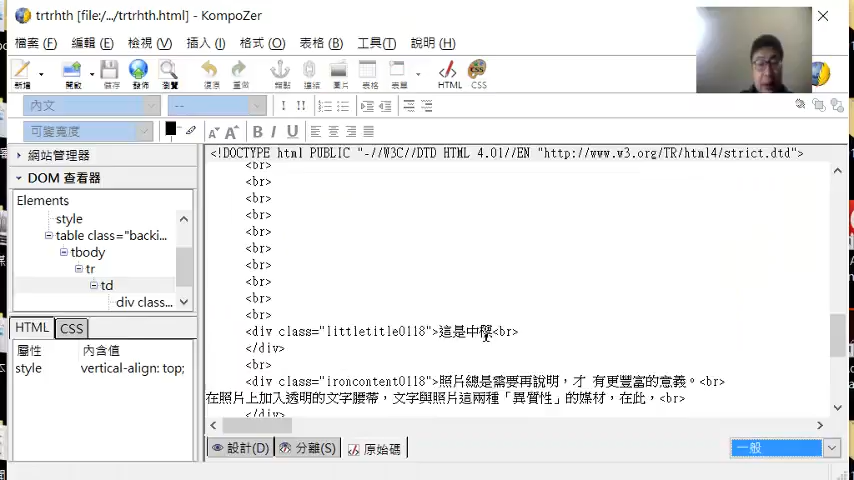 trtrhth [file:/.../trtrhth.html] - KompoZer
檔案 (F) 編輯 (E) 檢視 (V) 插入 (I) 格式 (O) 表格 (B) 工具(T) 說明 (H)
新增 開啟 儲存 發佈 瀏覽 復原 重做 錨點 連結 圖片 表格 表單 HTML CSS
內文 --
可變寬度 B I U
網站管理器
DOM 查看器
Elements
style
table class="backi...
tbody
tr
td
div class...
HTML CSS
屬性 內含值
style vertical-align: top;
<!DOCTYPE html PUBLIC "-//W3C//DTD HTML 4.01//EN "http://www.w3.org/TR/html4/strict.dtd">
<br>
<br>
<br>
<br>
<br>
<br>
<br>
<br>
<br>
<br>
<div class="littletitle0118">這是中<br>
</div>
<br>
<div class="ironcontent0118">照片總是需要再說明，才 有更豐富的意義。<br>
在照片上加入透明的文字腰帶，文字與照片這兩種「異質性」的媒材，在此，<br>
</div>
設計(D) 分離(S) 原始碼
一般